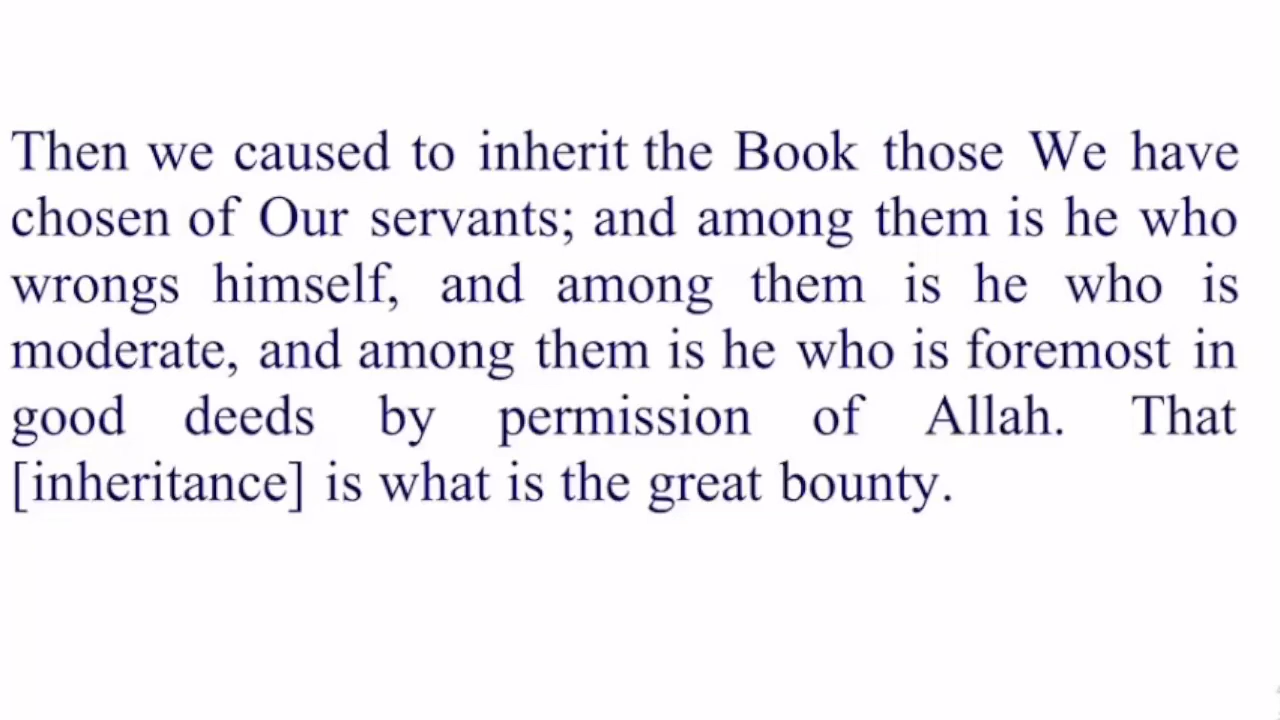 Then we caused to inherit the Book those We have
chosen of Our servants; and among them is he who
wrongs himself, and among them is he who is
moderate, and among them is he who is foremost in
good deeds by permission of Allah. That
[inheritance] is what is the great bounty.